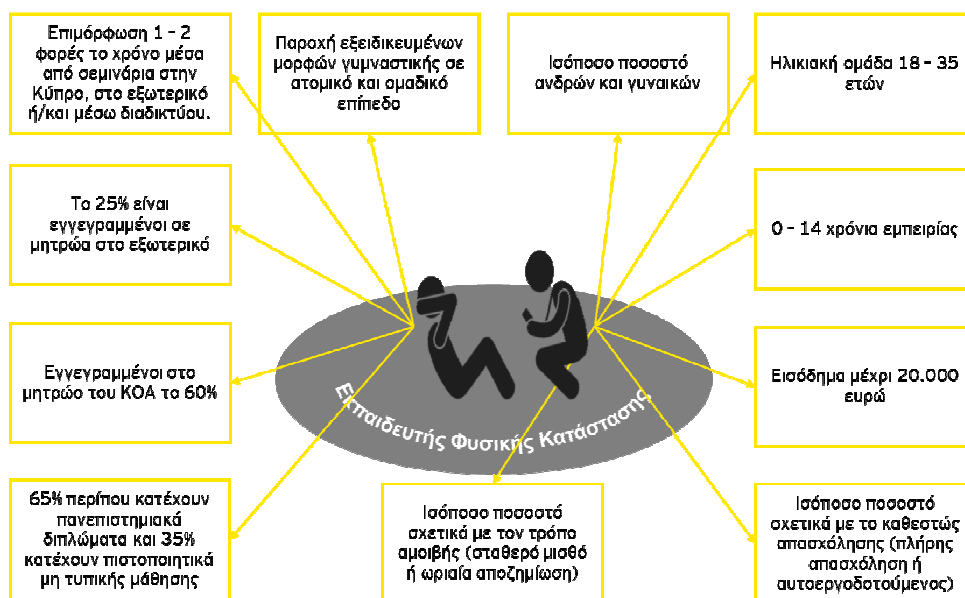 Επιμόρφωση 1 – 2
φορές το χρόνο μέσα
από σεμινάρια στην
Κύπρο, στο εξωτερικό
ή/και μέσω διαδικτύου.
Παροχή εξειδικευμένων
μορφών γυμναστικής σε
ατομικό και ομαδικό
επίπεδο
Ισόποσο ποσοστό
ανδρών και γυναικών
Ηλικιακή ομάδα 18 – 35
ετών
Το 25% είναι
εγγεγραμμένοι σε
μητρώα στο εξωτερικό
0 – 14 χρόνια εμπειρίας
Εγγεγραμμένοι στο
μητρώο του ΚΟΑ το 60%
Εισόδημα μέχρι 20.000
ευρώ
Εκπαιδευτής Φυσικής Κατάστασης
65% περίπου κατέχουν
πανεπιστημιακά
διπλώματα και 35%
κατέχουν πιστοποιητικά
μη τυπικής μάθησης
Ισόποσο ποσοστό
σχετικά με τον τρόπο
αμοιβής (σταθερό μισθό
ή ωριαία αποζημίωση)
Ισόποσο ποσοστό
σχετικά με το καθεστώς
απασχόλησης (πλήρης
απασχόληση ή
αυτοεργοδοτούμενος)